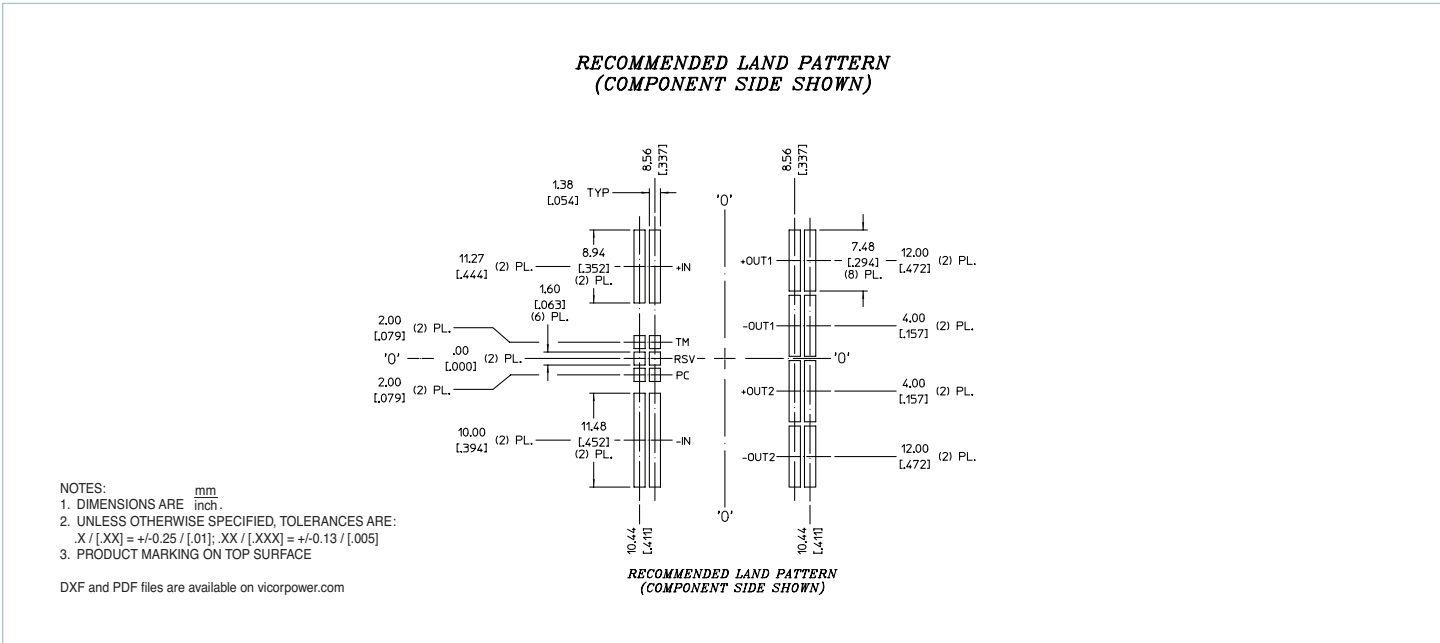 RECOMMENDED LAND PATTERN
(COMPONENT SIDE SHOWN)
8.56
[.337]
8.56
[.337]
1.38
[.054]
TYP
'0'
11.27
[.444]
(2) PL.
8.94
[.352]
(2) PL.
+IN
+OUT1
7.48
[.294]
(8) PL.
12.00
[.472]
(2) PL.
1.60
[.063]
(6) PL.
2.00
[.079]
(2) PL.
TM
-OUT1
4.00
[.157]
(2) PL.
'0'
.00
[.000]
(2) PL.
RSV
'0'
2.00
[.079]
(2) PL.
PC
+OUT2
4.00
[.157]
(2) PL.
10.00
[.394]
(2) PL.
11.48
[.452]
(2) PL.
-IN
-OUT2
12.00
[.472]
(2) PL.
'0'
10.44
[.411]
10.44
[.411]
RECOMMENDED LAND PATTERN
(COMPONENT SIDE SHOWN)
NOTES:
1. DIMENSIONS ARE mm
inch.
2. UNLESS OTHERWISE SPECIFIED, TOLERANCES ARE:
.X / [.XX] = +/-0.25 / [.01]; .XX / [.XXX] = +/-0.13 / [.005]
3. PRODUCT MARKING ON TOP SURFACE
DXF and PDF files are available on vicorpower.com